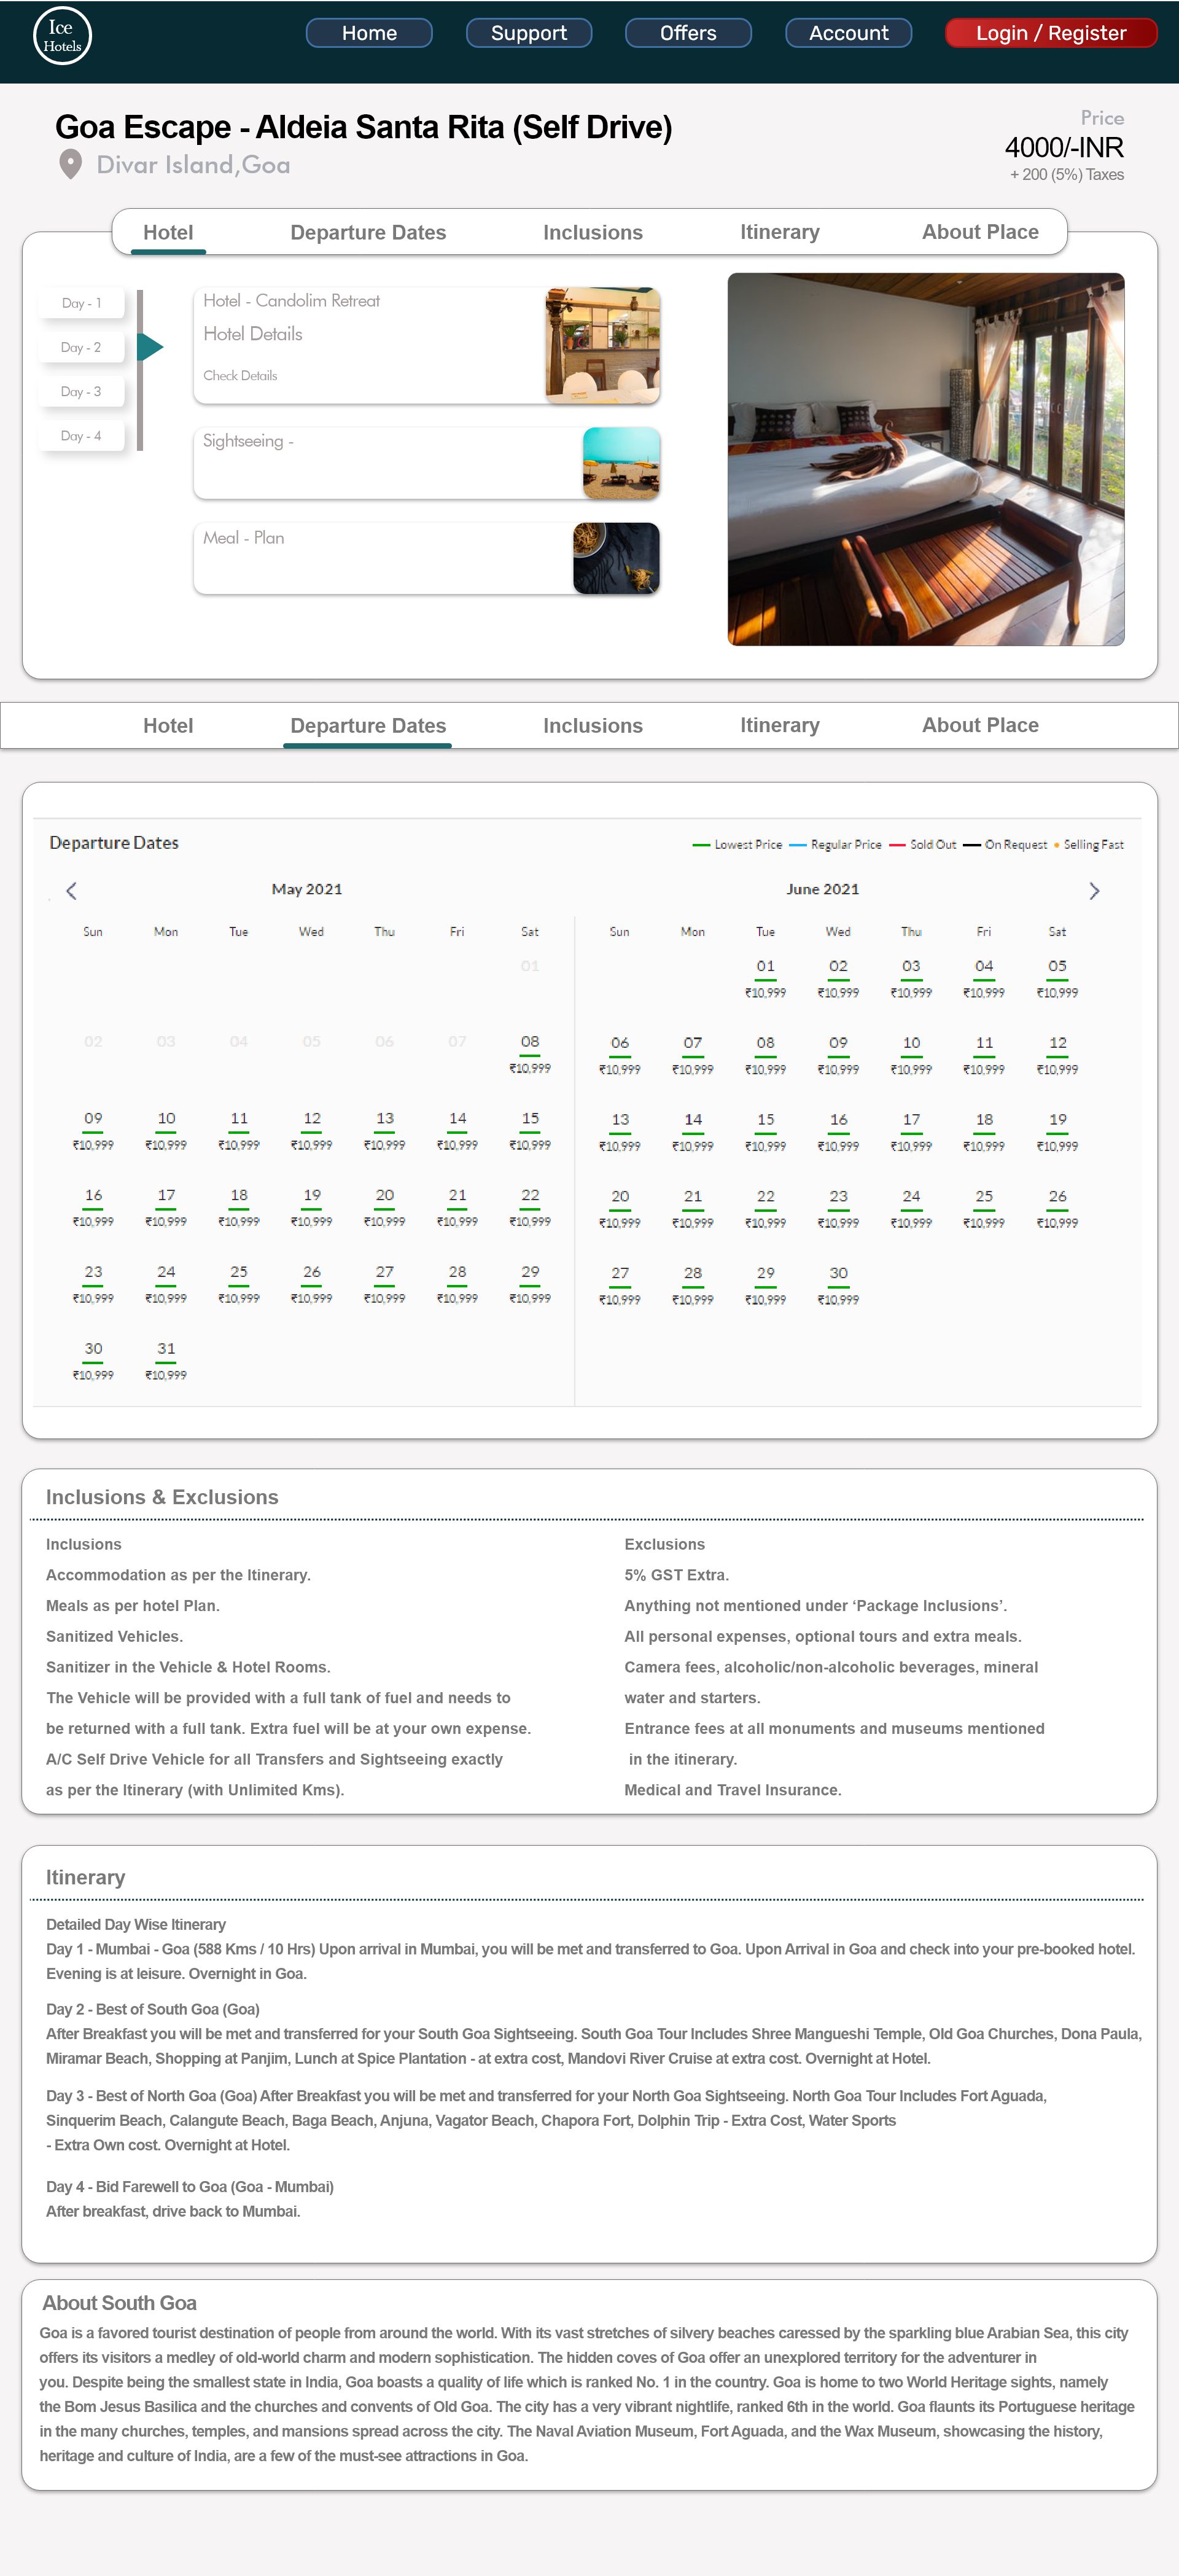 Ice
Hotels
Home
Support
Offers
Account
Login / Register
Goa Escape - Aldeia Santa Rita (Self Drive)
Divar Island,Goa
Price
4000/-INR
+ 200 (5%) Taxes
Hotel
Departure Dates
Inclusions
Itinerary
About Place
Day - 1
Day - 2
Day - 3
Day - 4
Hotel - Candolim Retreat
Hotel Details
Check Details
Sightseeing -
Meal - Plan
Hotel
Departure Dates
Inclusions
Itinerary
About Place
Departure Dates
Lowest Price
Regular Price
Sold Out
On Request
Selling Fast
May 2021
Sun Mon Tue Wed Thu Fri Sat
01
02 03 04 05 06 07 08
₹10,999
09 10 11 12 13 14 15
₹10,999 ₹10,999 ₹10,999 ₹10,999 ₹10,999 ₹10,999 ₹10,999
16 17 18 19 20 21 22
₹10,999 ₹10,999 ₹10,999 ₹10,999 ₹10,999 ₹10,999 ₹10,999
23 24 25 26 27 28 29
₹10,999 ₹10,999 ₹10,999 ₹10,999 ₹10,999 ₹10,999 ₹10,999
30 31
₹10,999 ₹10,999
June 2021
Sun Mon Tue Wed Thu Fri Sat
01 02 03 04 05
₹10,999 ₹10,999 ₹10,999 ₹10,999 ₹10,999
06 07 08 09 10 11 12
₹10,999 ₹10,999 ₹10,999 ₹10,999 ₹10,999 ₹10,999 ₹10,999
13 14 15 16 17 18 19
₹10,999 ₹10,999 ₹10,999 ₹10,999 ₹10,999 ₹10,999 ₹10,999
20 21 22 23 24 25 26
₹10,999 ₹10,999 ₹10,999 ₹10,999 ₹10,999 ₹10,999 ₹10,999
27 28 29 30
₹10,999 ₹10,999 ₹10,999 ₹10,999
Inclusions & Exclusions
Inclusions
Accommodation as per the Itinerary.
Meals as per hotel Plan.
Sanitized Vehicles.
Sanitizer in the Vehicle & Hotel Rooms.
The Vehicle will be provided with a full tank of fuel and needs to
be returned with a full tank. Extra fuel will be at your own expense.
A/C Self Drive Vehicle for all Transfers and Sightseeing exactly
as per the Itinerary (with Unlimited Kms).
Exclusions
5% GST Extra.
Anything not mentioned under ‘Package Inclusions’.
All personal expenses, optional tours and extra meals.
Camera fees, alcoholic/non-alcoholic beverages, mineral
water and starters.
Entrance fees at all monuments and museums mentioned
in the itinerary.
Medical and Travel Insurance.
Itinerary
Detailed Day Wise Itinerary
Day 1 - Mumbai - Goa (588 Kms / 10 Hrs) Upon arrival in Mumbai, you will be met and transferred to Goa. Upon Arrival in Goa and check into your pre-booked hotel.
Evening is at leisure. Overnight in Goa.
Day 2 - Best of South Goa (Goa)
After Breakfast you will be met and transferred for your South Goa Sightseeing. South Goa Tour Includes Shree Mangueshi Temple, Old Goa Churches, Dona Paula,
Miramar Beach, Shopping at Panjim, Lunch at Spice Plantation - at extra cost, Mandovi River Cruise at extra cost. Overnight at Hotel.
Day 3 - Best of North Goa (Goa) After Breakfast you will be met and transferred for your North Goa Sightseeing. North Goa Tour Includes Fort Aguada,
Sinquerim Beach, Calangute Beach, Baga Beach, Anjuna, Vagator Beach, Chapora Fort, Dolphin Trip - Extra Cost, Water Sports
- Extra Own cost. Overnight at Hotel.
Day 4 - Bid Farewell to Goa (Goa - Mumbai)
After breakfast, drive back to Mumbai.
About South Goa
Goa is a favored tourist destination of people from around the world. With its vast stretches of silvery beaches caressed by the sparkling blue Arabian Sea, this city
offers its visitors a medley of old-world charm and modern sophistication. The hidden coves of Goa offer an unexplored territory for the adventurer in
you. Despite being the smallest state in India, Goa boasts a quality of life which is ranked No. 1 in the country. Goa is home to two World Heritage sights, namely
the Bom Jesus Basilica and the churches and convents of Old Goa. The city has a very vibrant nightlife, ranked 6th in the world. Goa flaunts its Portuguese heritage
in the many churches, temples, and mansions spread across the city. The Naval Aviation Museum, Fort Aguada, and the Wax Museum, showcasing the history,
heritage and culture of India, are a few of the must-see attractions in Goa.